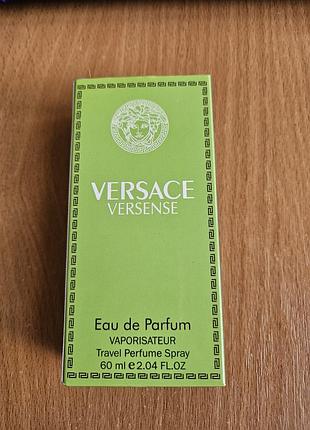 VERSACE
VERSENSE
Eau de Parfum
VAPORISATEUR
Travel Perfume Spray
60 ml e 2.04 FL.OZ